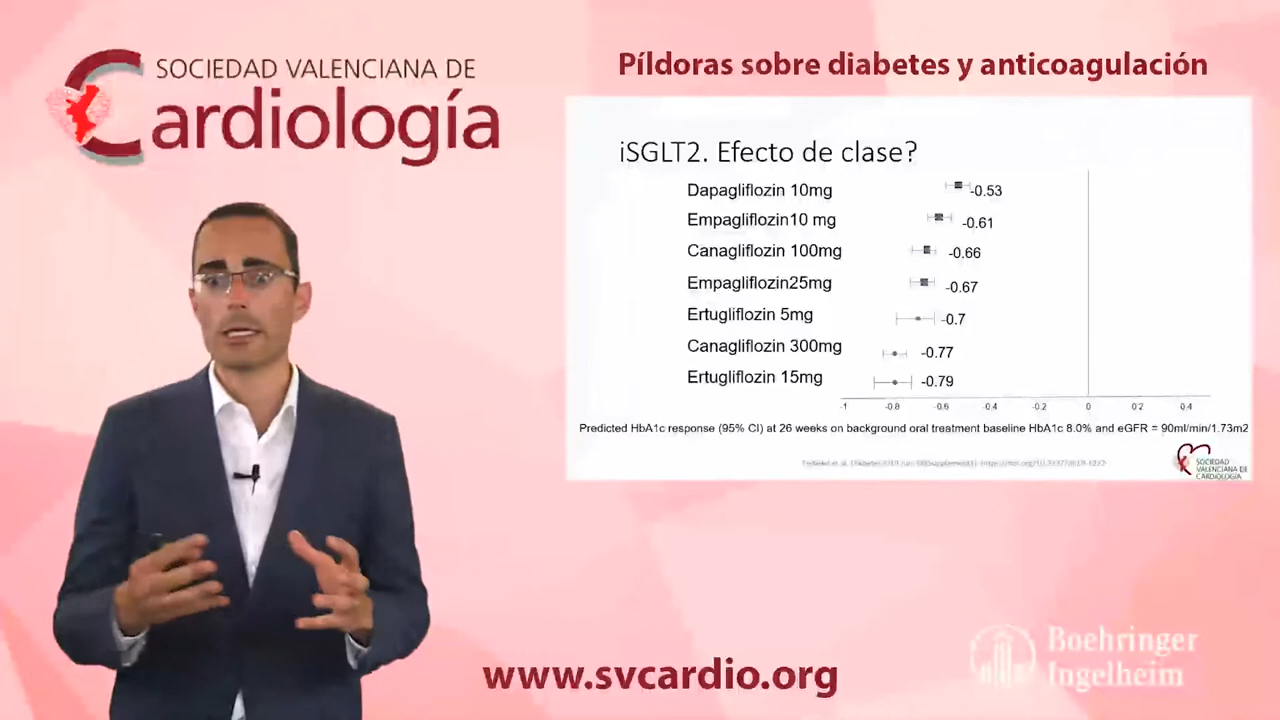 SOCIEDAD VALENCIANA DE
Cardiología
Píldoras sobre diabetes y anticoagulación
iSGLT2. Efecto de clase?
Dapagliflozin 10mg -0.53
Empagliflozin10 mg -0.61
Canagliflozin 100mg -0.66
Empagliflozin25mg -0.67
Ertugliflozin 5mg -0.7
Canagliflozin 300mg -0.77
Ertugliflozin 15mg -0.79
-1 -0.8 -0.6 -0.4 -0.2 0 0.2 0.4
Predicted HbA1c response (95% CI) at 26 weeks on background oral treatment baseline HbA1c 8.0% and eGFR = 90ml/min/1.73m2
SOCIEDAD
VALENCIANA DE
CARDIOLOGÍA
www.svcardio.org
Boehringer
Ingelheim